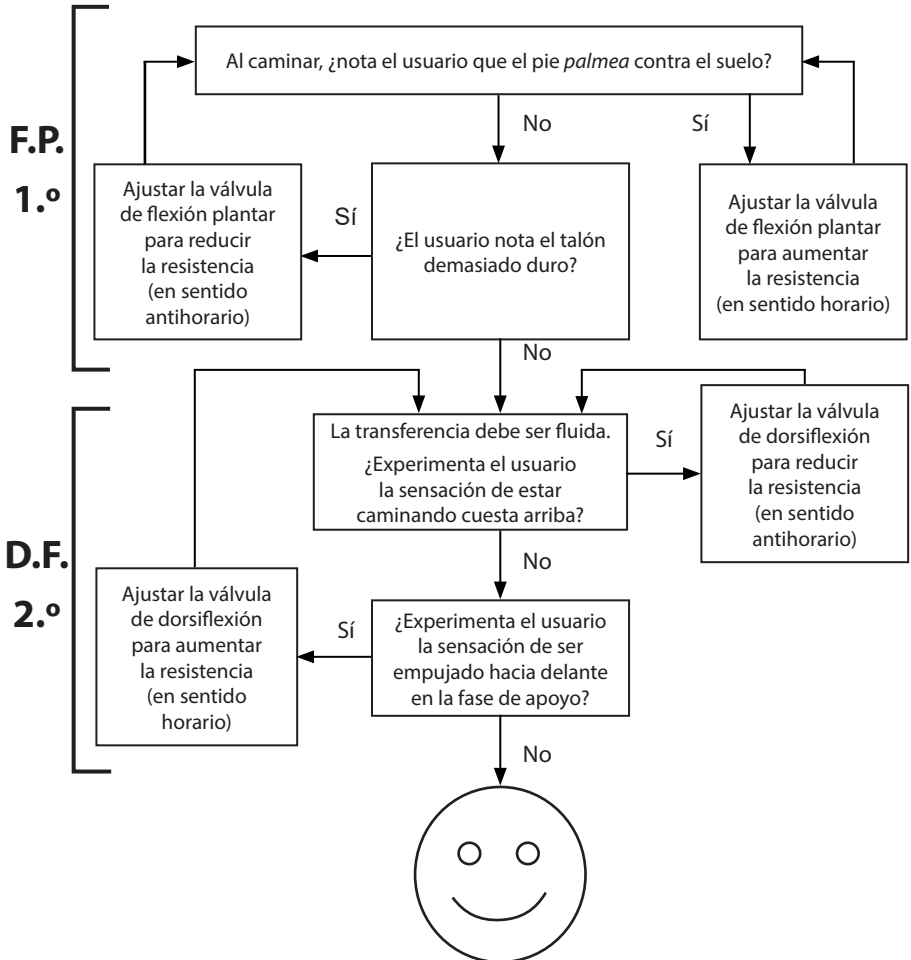 Al caminar, ¿nota el usuario que el pie palmea contra el suelo?
No
Sí
F.P.
1.º
Ajustar la válvula
de flexión plantar
para reducir
la resistencia
(en sentido
antihorario)
Sí
¿El usuario nota el talón
demasiado duro?
Ajustar la válvula
de flexión plantar
para aumentar
la resistencia
(en sentido horario)
No
D.F.
2.º
La transferencia debe ser fluida.
¿Experimenta el usuario
la sensación de estar
caminando cuesta arriba?
Sí
Ajustar la válvula
de dorsiflexión
para reducir
la resistencia
(en sentido
antihorario)
No
Ajustar la válvula
de dorsiflexión
para aumentar
la resistencia
(en sentido
horario)
Sí
¿Experimenta el usuario
la sensación de ser
empujado hacia delante
en la fase de apoyo?
No